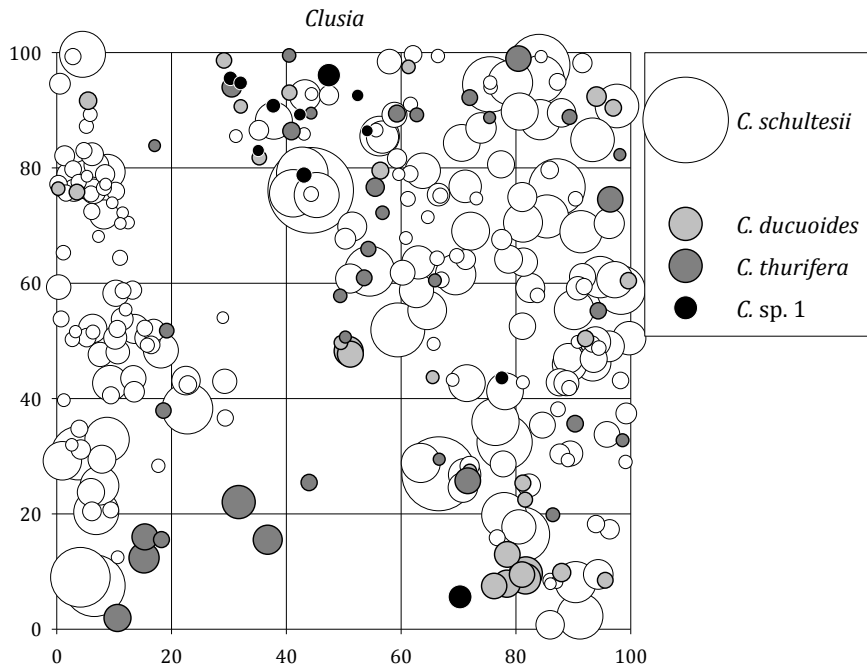 Clusia
100
80
60
40
20
0
0 20 40 60 80 100
C. schultesii
C. ducuoides
C. thurifera
C. sp. 1